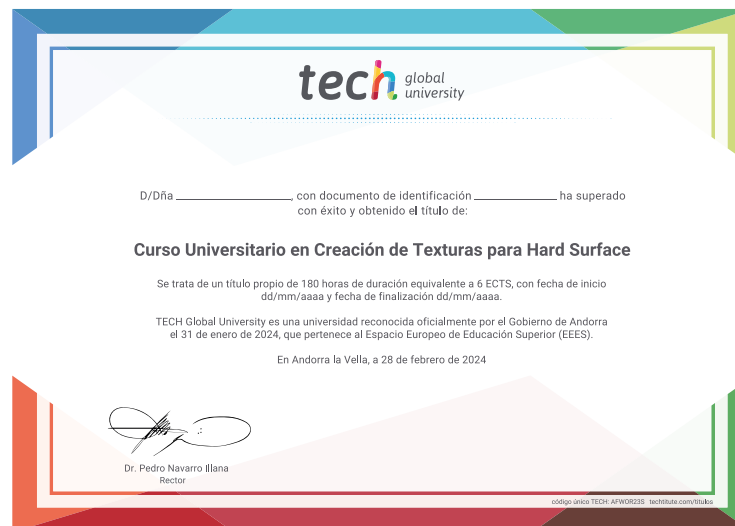 tech global
university
D/Dña ____________________, con documento de identificación ______________ ha superado
con éxito y obtenido el título de:
Curso Universitario en Creación de Texturas para Hard Surface
Se trata de un título propio de 180 horas de duración equivalente a 6 ECTS, con fecha de inicio
dd/mm/aaaa y fecha de finalización dd/mm/aaaa.
TECH Global University es una universidad reconocida oficialmente por el Gobierno de Andorra
el 31 de enero de 2024, que pertenece al Espacio Europeo de Educación Superior (EEES).
En Andorra la Vella, a 28 de febrero de 2024
Dr. Pedro Navarro Illana
Rector
código único TECH: AFWOR23S techtitute.com/titulos